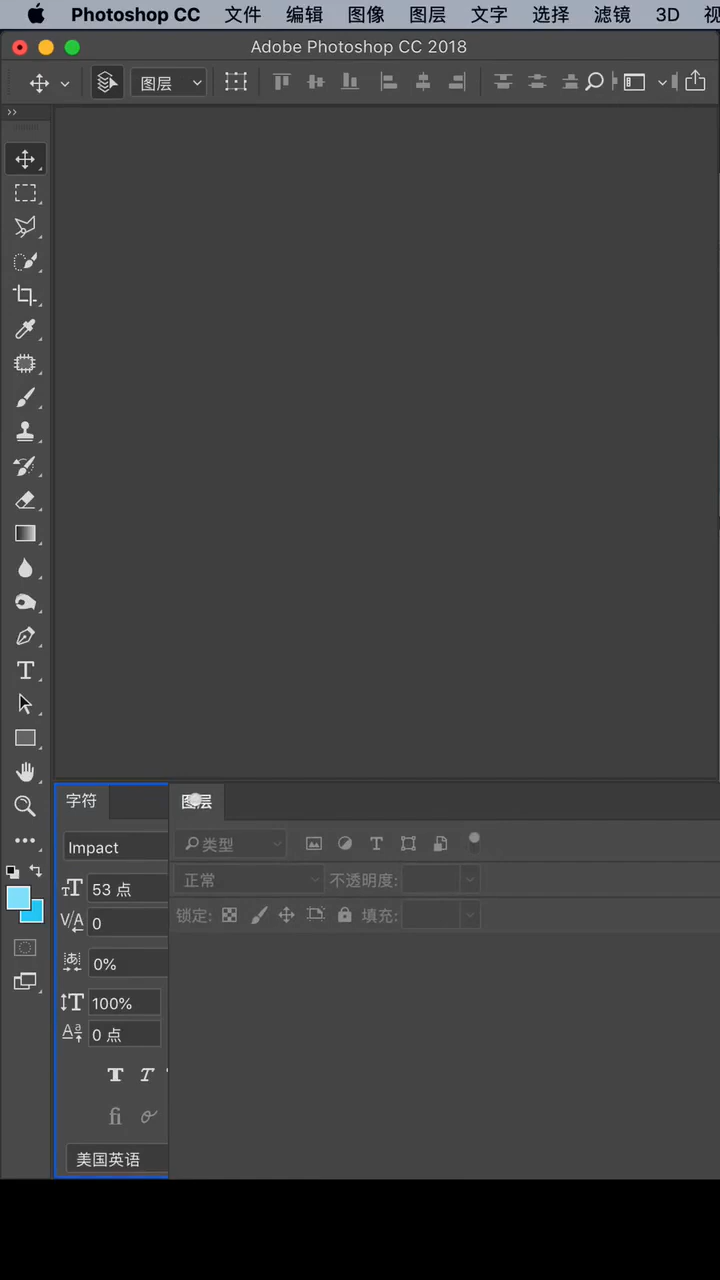 Photoshop CC 文件 编辑 图像 图层 文字 选择 滤镜 3D 视
Adobe Photoshop CC 2018
图层
字符 图层
Impact 类型
53 点 正常 不透明度:
0 锁定: 填充:
0%
100%
0 点
美国英语